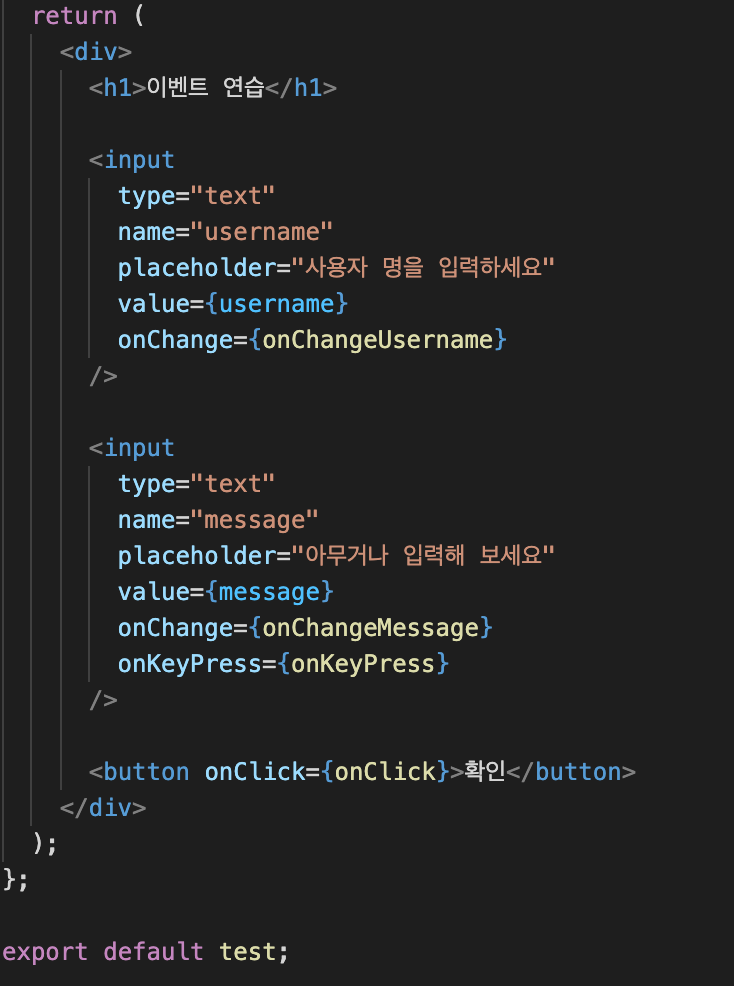 return (
<div>
<h1>이벤트 연습</h1>
<input
type="text"
name="username"
placeholder="사용자 명을 입력하세요"
value={username}
onChange={onChangeUsername}
/>
<input
type="text"
name="message"
placeholder="아무거나 입력해 보세요"
value={message}
onChange={onChangeMessage}
onKeyPress={onKeyPress}
/>
<button onClick={onClick}>확인</button>
</div>
);
};
export default test;